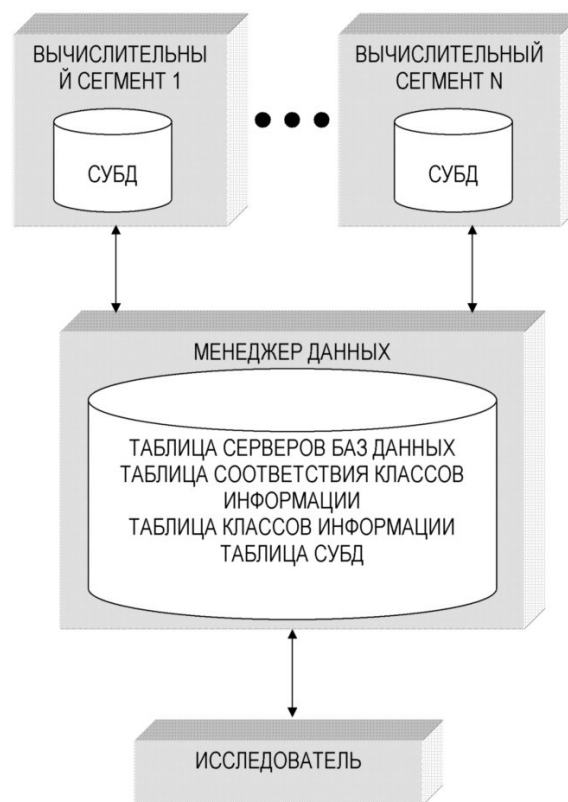 ВЫЧИСЛИТЕЛЬНЫ
Й СЕГМЕНТ 1
СУБД
ВЫЧИСЛИТЕЛЬНЫЙ
СЕГМЕНТ N
СУБД
МЕНЕДЖЕР ДАННЫХ
ТАБЛИЦА СЕРВЕРОВ БАЗ ДАННЫХ
ТАБЛИЦА СООТВЕТСТВИЯ КЛАССОВ
ИНФОРМАЦИИ
ТАБЛИЦА КЛАССОВ ИНФОРМАЦИИ
ТАБЛИЦА СУБД
ИССЛЕДОВАТЕЛЬ